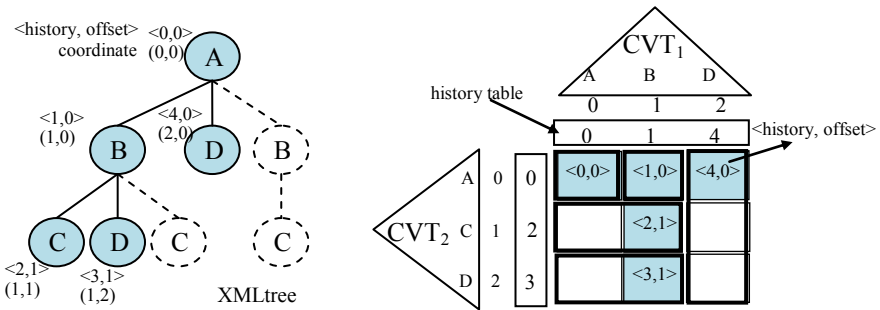 <history, offset>
coordinate
<0,0>
(0,0)
A
<1,0>
(1,0)
B
<4,0>
(2,0)
D
B
C
D
C
C
<2,1>
(1,1)
<3,1>
(1,2)
XMLtree
CVT1
A B D
0 1 2
history table
0 1 4
<history, offset>
A 0 0 <0,0> <1,0> <4,0>
CVT2
C 1 2 <2,1>
D 2 3 <3,1>